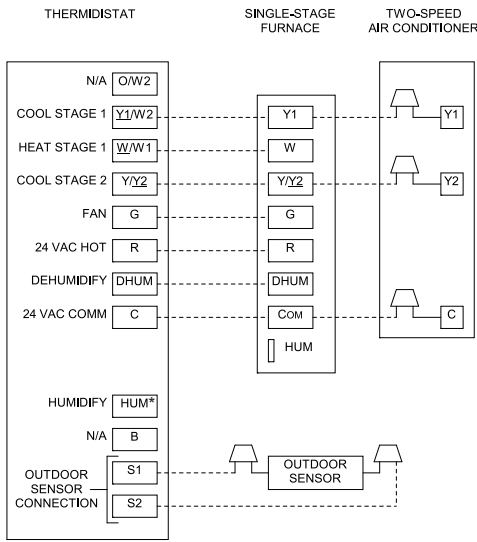 THERMIDISTAT
SINGLE-STAGE
FURNACE
TWO-SPEED
AIR CONDITIONER
N/A O/W2
COOL STAGE 1 Y1/W2 Y1 Y1
HEAT STAGE 1 W/W1 W
COOL STAGE 2 Y/Y2 Y/Y2 Y2
FAN G G
24 VAC HOT R R
DEHUMIDIFY DHUM DHUM
24 VAC COMM C COM C
HUM
HUMIDIFY HUM*
N/A B
OUTDOOR
SENSOR
CONNECTION
S1
S2
OUTDOOR
SENSOR